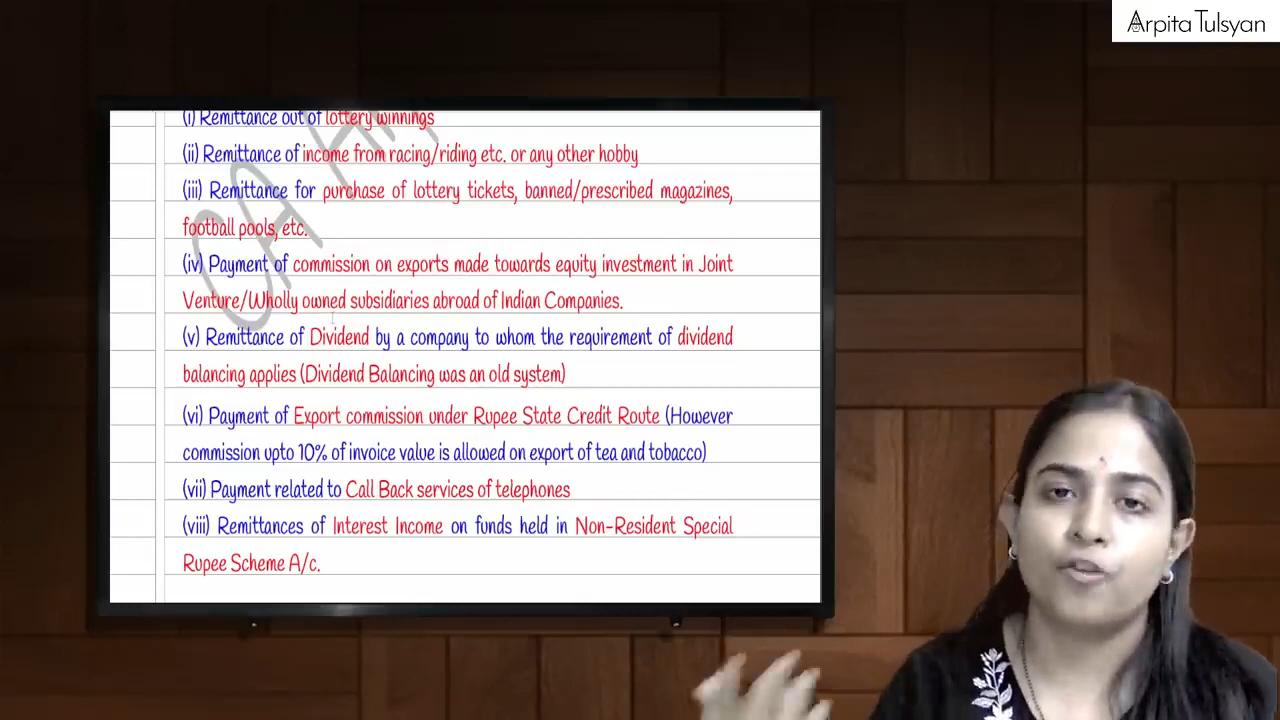 Arpita Tulsyan
(i) Remittance out of lottery winnings
(ii) Remittance of income from racing/riding etc. or any other hobby
(iii) Remittance for purchase of lottery tickets, banned/prescribed magazines,
football pools, etc.
(iv) Payment of commission on exports made towards equity investment in Joint
Venture/Wholly owned subsidiaries abroad of Indian Companies.
(v) Remittance of Dividend by a company to whom the requirement of dividend
balancing applies (Dividend Balancing was an old system)
(vi) Payment of Export commission under Rupee State Credit Route (However
commission upto 10% of invoice value is allowed on export of tea and tobacco)
(vii) Payment related to Call Back services of telephones
(viii) Remittances of Interest Income on funds held in Non-Resident Special
Rupee Scheme A/c.
CA